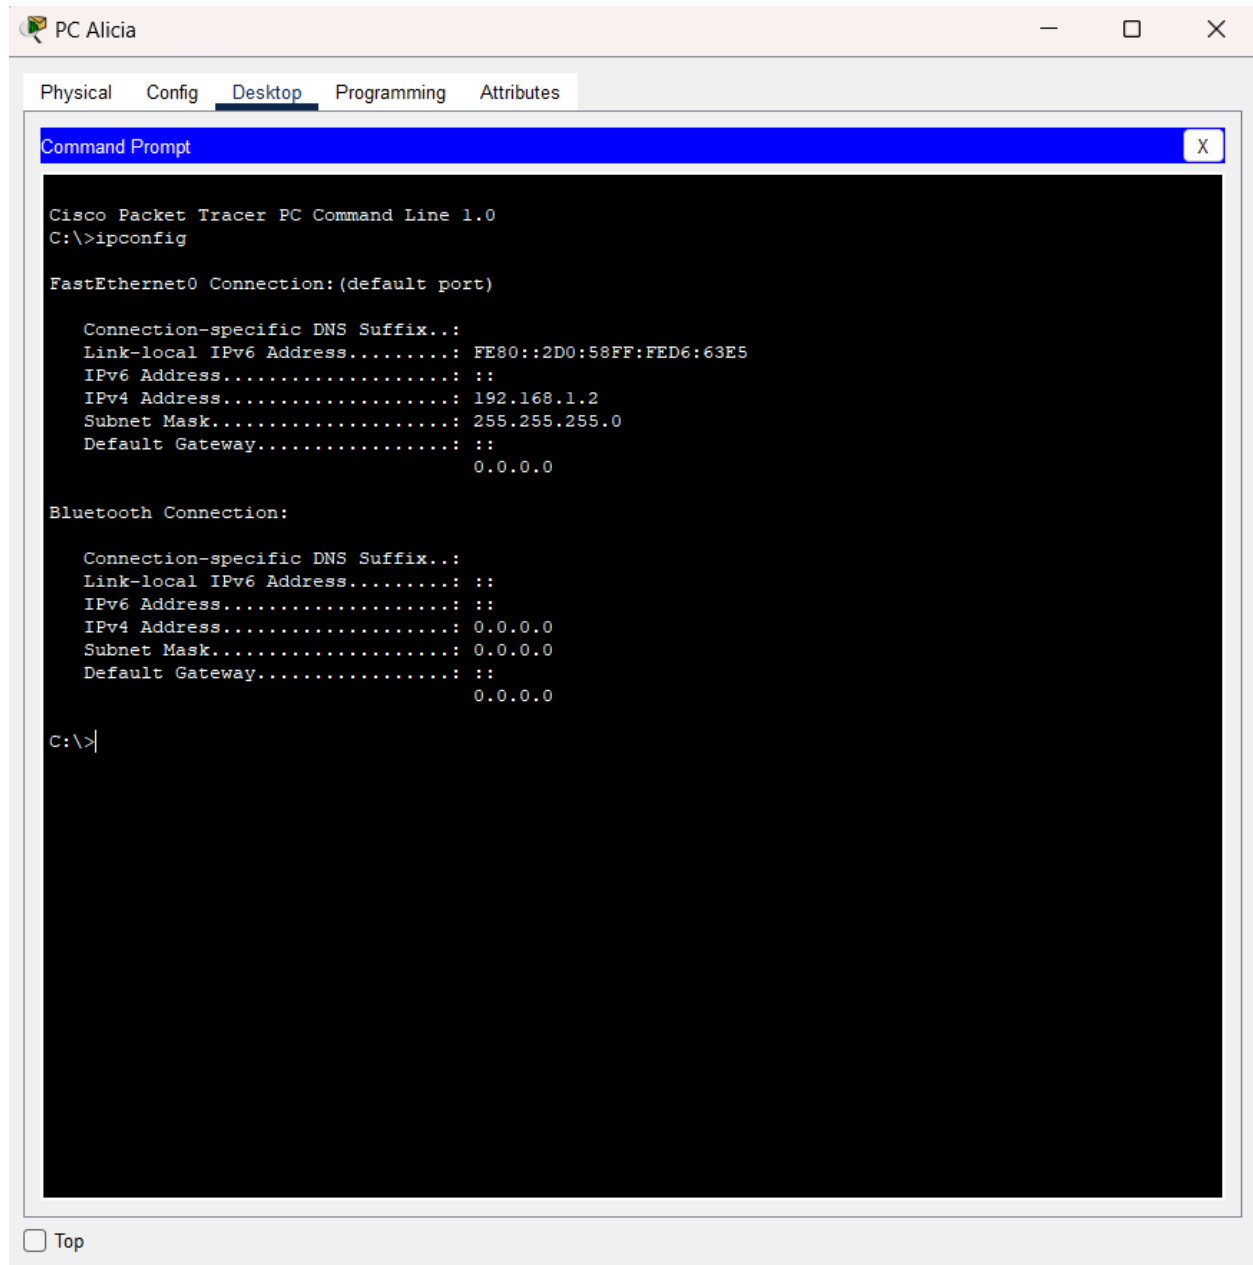 PC Alicia
Physical Config Desktop Programming Attributes
Command Prompt X
Cisco Packet Tracer PC Command Line 1.0
C:\>ipconfig
FastEthernet0 Connection:(default port)
Connection-specific DNS Suffix..:
Link-local IPv6 Address.........: FE80::2D0:58FF:FED6:63E5
IPv6 Address....................: ::
IPv4 Address....................: 192.168.1.2
Subnet Mask.....................: 255.255.255.0
Default Gateway.................: ::
0.0.0.0
Bluetooth Connection:
Connection-specific DNS Suffix..:
Link-local IPv6 Address.........: ::
IPv6 Address....................: ::
IPv4 Address....................: 0.0.0.0
Subnet Mask.....................: 0.0.0.0
Default Gateway.................: ::
0.0.0.0
C:\>
Top